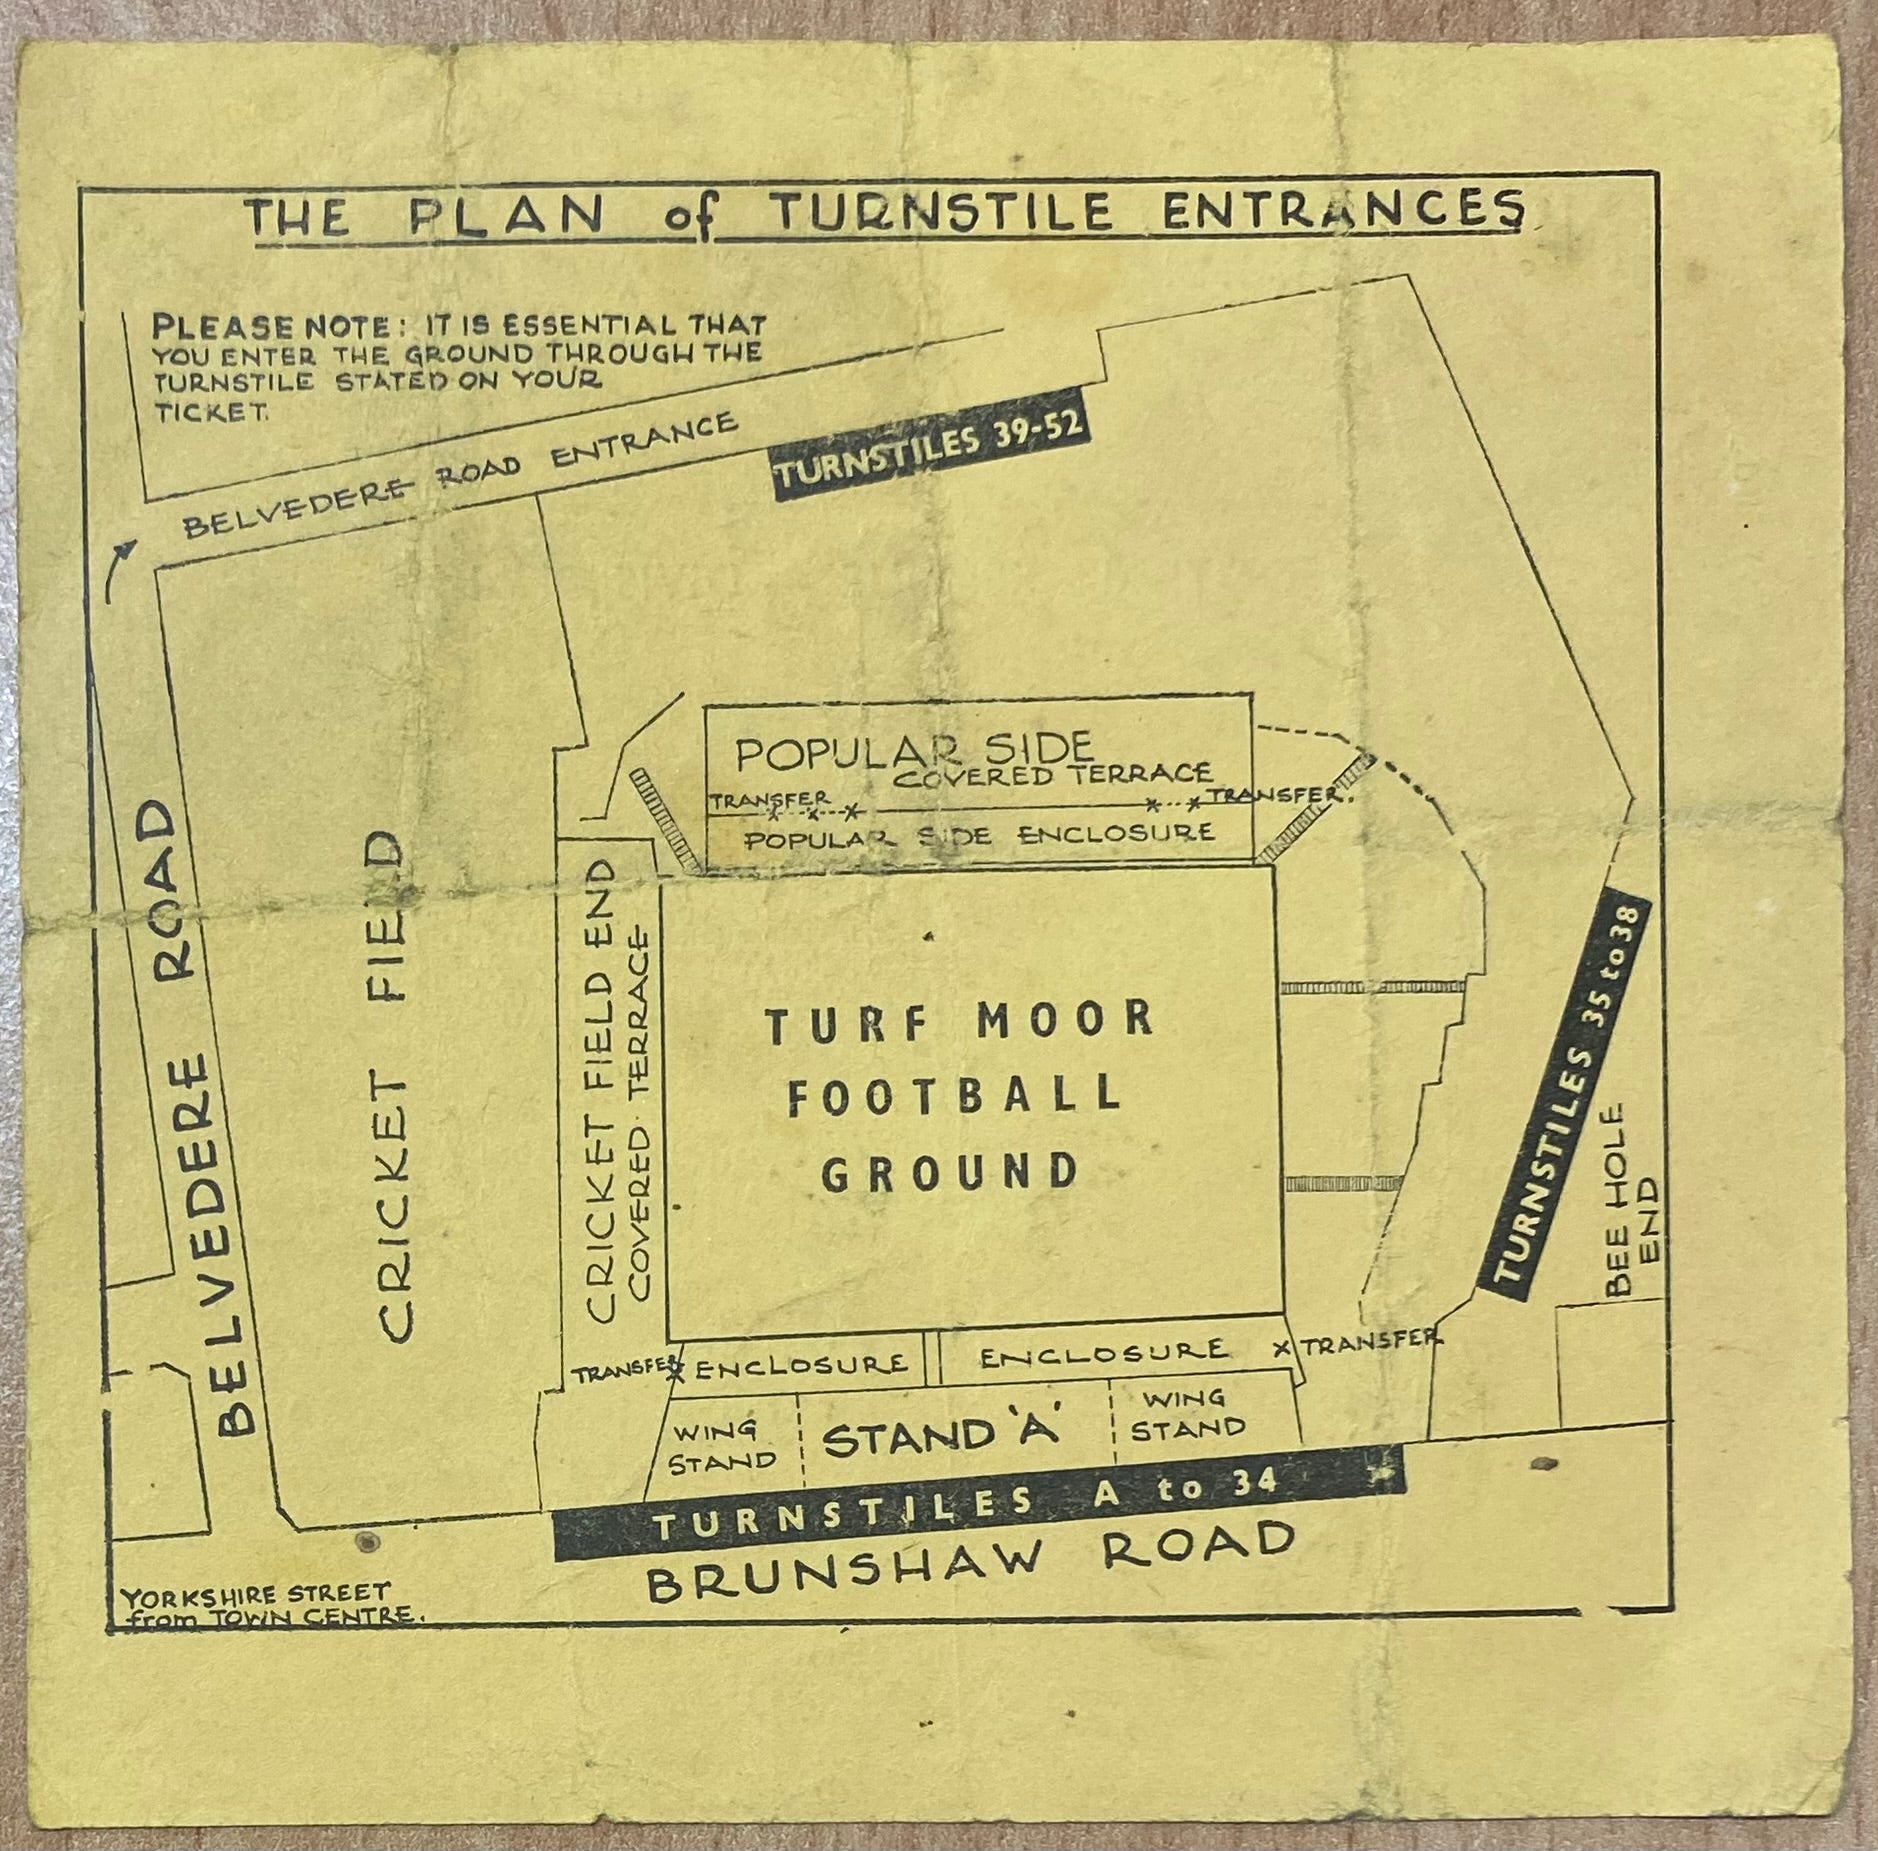 THE PLAN of TURNSTILE ENTRANCES
PLEASE NOTE: IT IS ESSENTIAL THAT
YOU ENTER THE GROUND THROUGH THE
TURNSTILE STATED ON YOUR
TICKET.
BELVEDERE ROAD ENTRANCE
TURNSTILES 39-52
BELVEDERE ROAD
CRICKET FIELD
POPULAR SIDE
COVERED TERRACE
TRANSFER
TRANSFER.
POPULAR SIDE ENCLOSURE
CRICKET FIELD END
COVERED. TERRACE
TURF MOOR
FOOTBALL
GROUND
TURNSTILES 35 to 38
BEE HOLE
END
TRANSFER
ENCLOSURE
ENCLOSURE
TRANSFER
WING
STAND
STAND 'A'
WING
STAND
TURNSTILES A to 34
BRUNSHAW ROAD
YORKSHIRE STREET
from TOWN CENTRE.